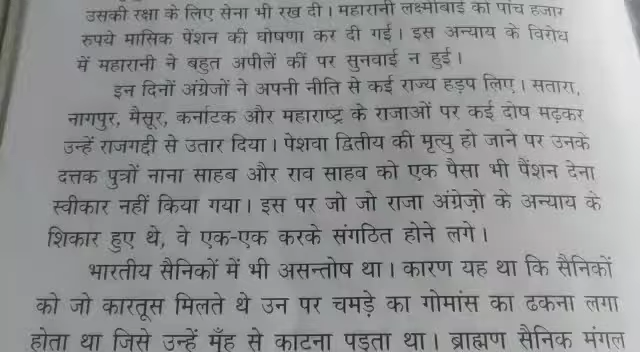 उसकी रक्षा के लिए सेना भी रख दी। महारानी लक्ष्मीबाई को पाँच हजार
रुपये मासिक पेंशन की घोषणा कर दी गई। इस अन्याय के विरोध
में महारानी ने बहुत अपीलें कीं पर सुनवाई न हुई।
इन दिनों अंग्रेजों ने अपनी नीति से कई राज्य हड़प लिए। सतारा,
नागपुर, मैसूर, कर्नाटक और महाराष्ट्र के राजाओं पर कई दोष मढ़कर
उन्हें राजगद्दी से उतार दिया। पेशवा द्वितीय की मृत्यु हो जाने पर उनके
दत्तक पुत्रों नाना साहब और राव साहव को एक पैसा भी पैंशन देना
स्वीकार नहीं किया गया। इस पर जो जो राजा अंग्रेज़ो के अन्याय के
शिकार हुए थे, वे एक-एक करके संगठित होने लगे।
भारतीय सैनिकों में भी असन्तोष था। कारण यह था कि सैनिकों
को जो कारतूस मिलते थे उन पर चमड़े का गोमांस का ढकना लगा
होता था जिसे उन्हें मुँह से काटना पड़ता था। ब्राह्मण सैनिक मंगल